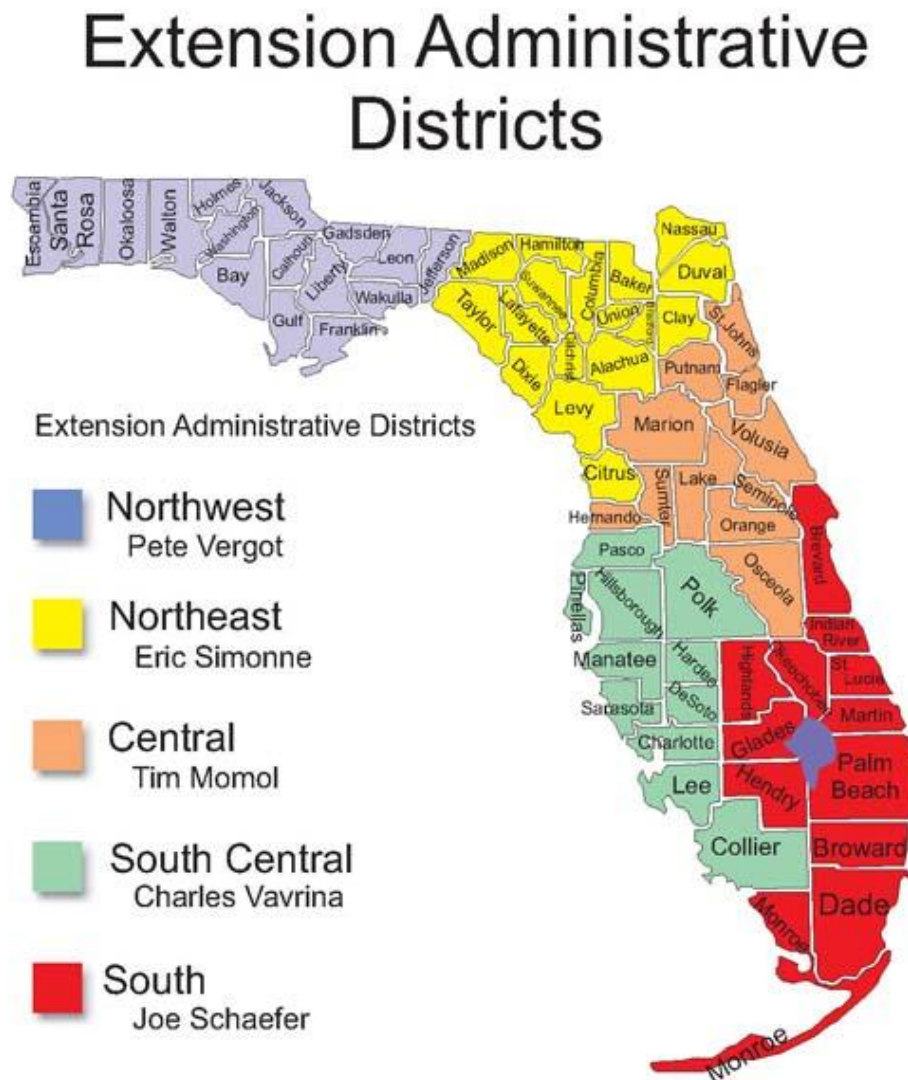 Extension Administrative
Districts
Escambia
Santa
Rosa
Okaloosa
Walton
Holmes
Washington
Jackson
Bay
Calhoun
Gulf
Liberty
Gadsden
Leon
Wakulla
Franklin
Jefferson
Madison
Taylor
Hamilton
Suwannee
Lafayette
Dixie
Columbia
Gilchrist
Baker
Union
Bradford
Alachua
Levy
Nassau
Duval
Clay
St. Johns
Putnam
Flagler
Marion
Volusia
Citrus
Sumter
Lake
Seminole
Hernando
Orange
Osceola
Brevard
Pasco
Pinellas
Hillsborough
Polk
Indian
River
Manatee
Hardee
Highlands
Okeechobee
St.
Lucie
Sarasota
DeSoto
Martin
Charlotte
Glades
Lee
Hendry
Palm
Beach
Collier
Broward
Monroe
Dade
Monroe
Extension Administrative Districts
Northwest
Pete Vergot
Northeast
Eric Simonne
Central
Tim Momol
South Central
Charles Vavrina
South
Joe Schaefer